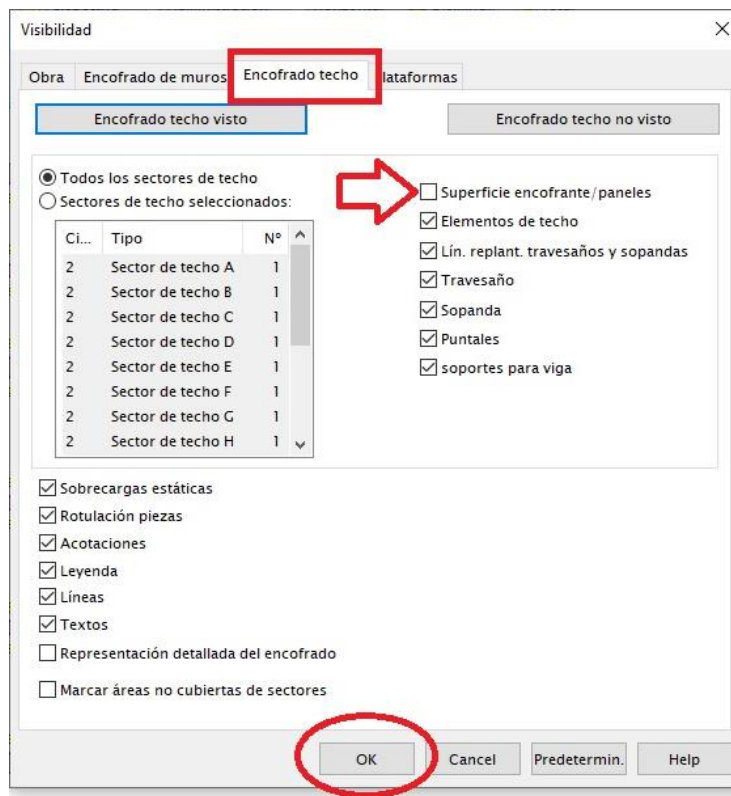 Visibilidad
Obra Encofrado de muros Encofrado techo lataformas
Encofrado techo visto Encofrado techo no visto
Todos los sectores de techo
Sectores de techo seleccionados:
Ci... Tipo Nº
2 Sector de techo A 1
2 Sector de techo B 1
2 Sector de techo C 1
2 Sector de techo D 1
2 Sector de techo E 1
2 Sector de techo F 1
2 Sector de techo G 1
2 Sector de techo H 1
Superficie encofrante/paneles
Elementos de techo
Lín. replant. travesaños y sopandas
Travesaño
Sopanda
Puntales
soportes para viga
Sobrecargas estáticas
Rotulación piezas
Acotaciones
Leyenda
Líneas
Textos
Representación detallada del encofrado
Marcar áreas no cubiertas de sectores
OK Cancel Predetermin. Help